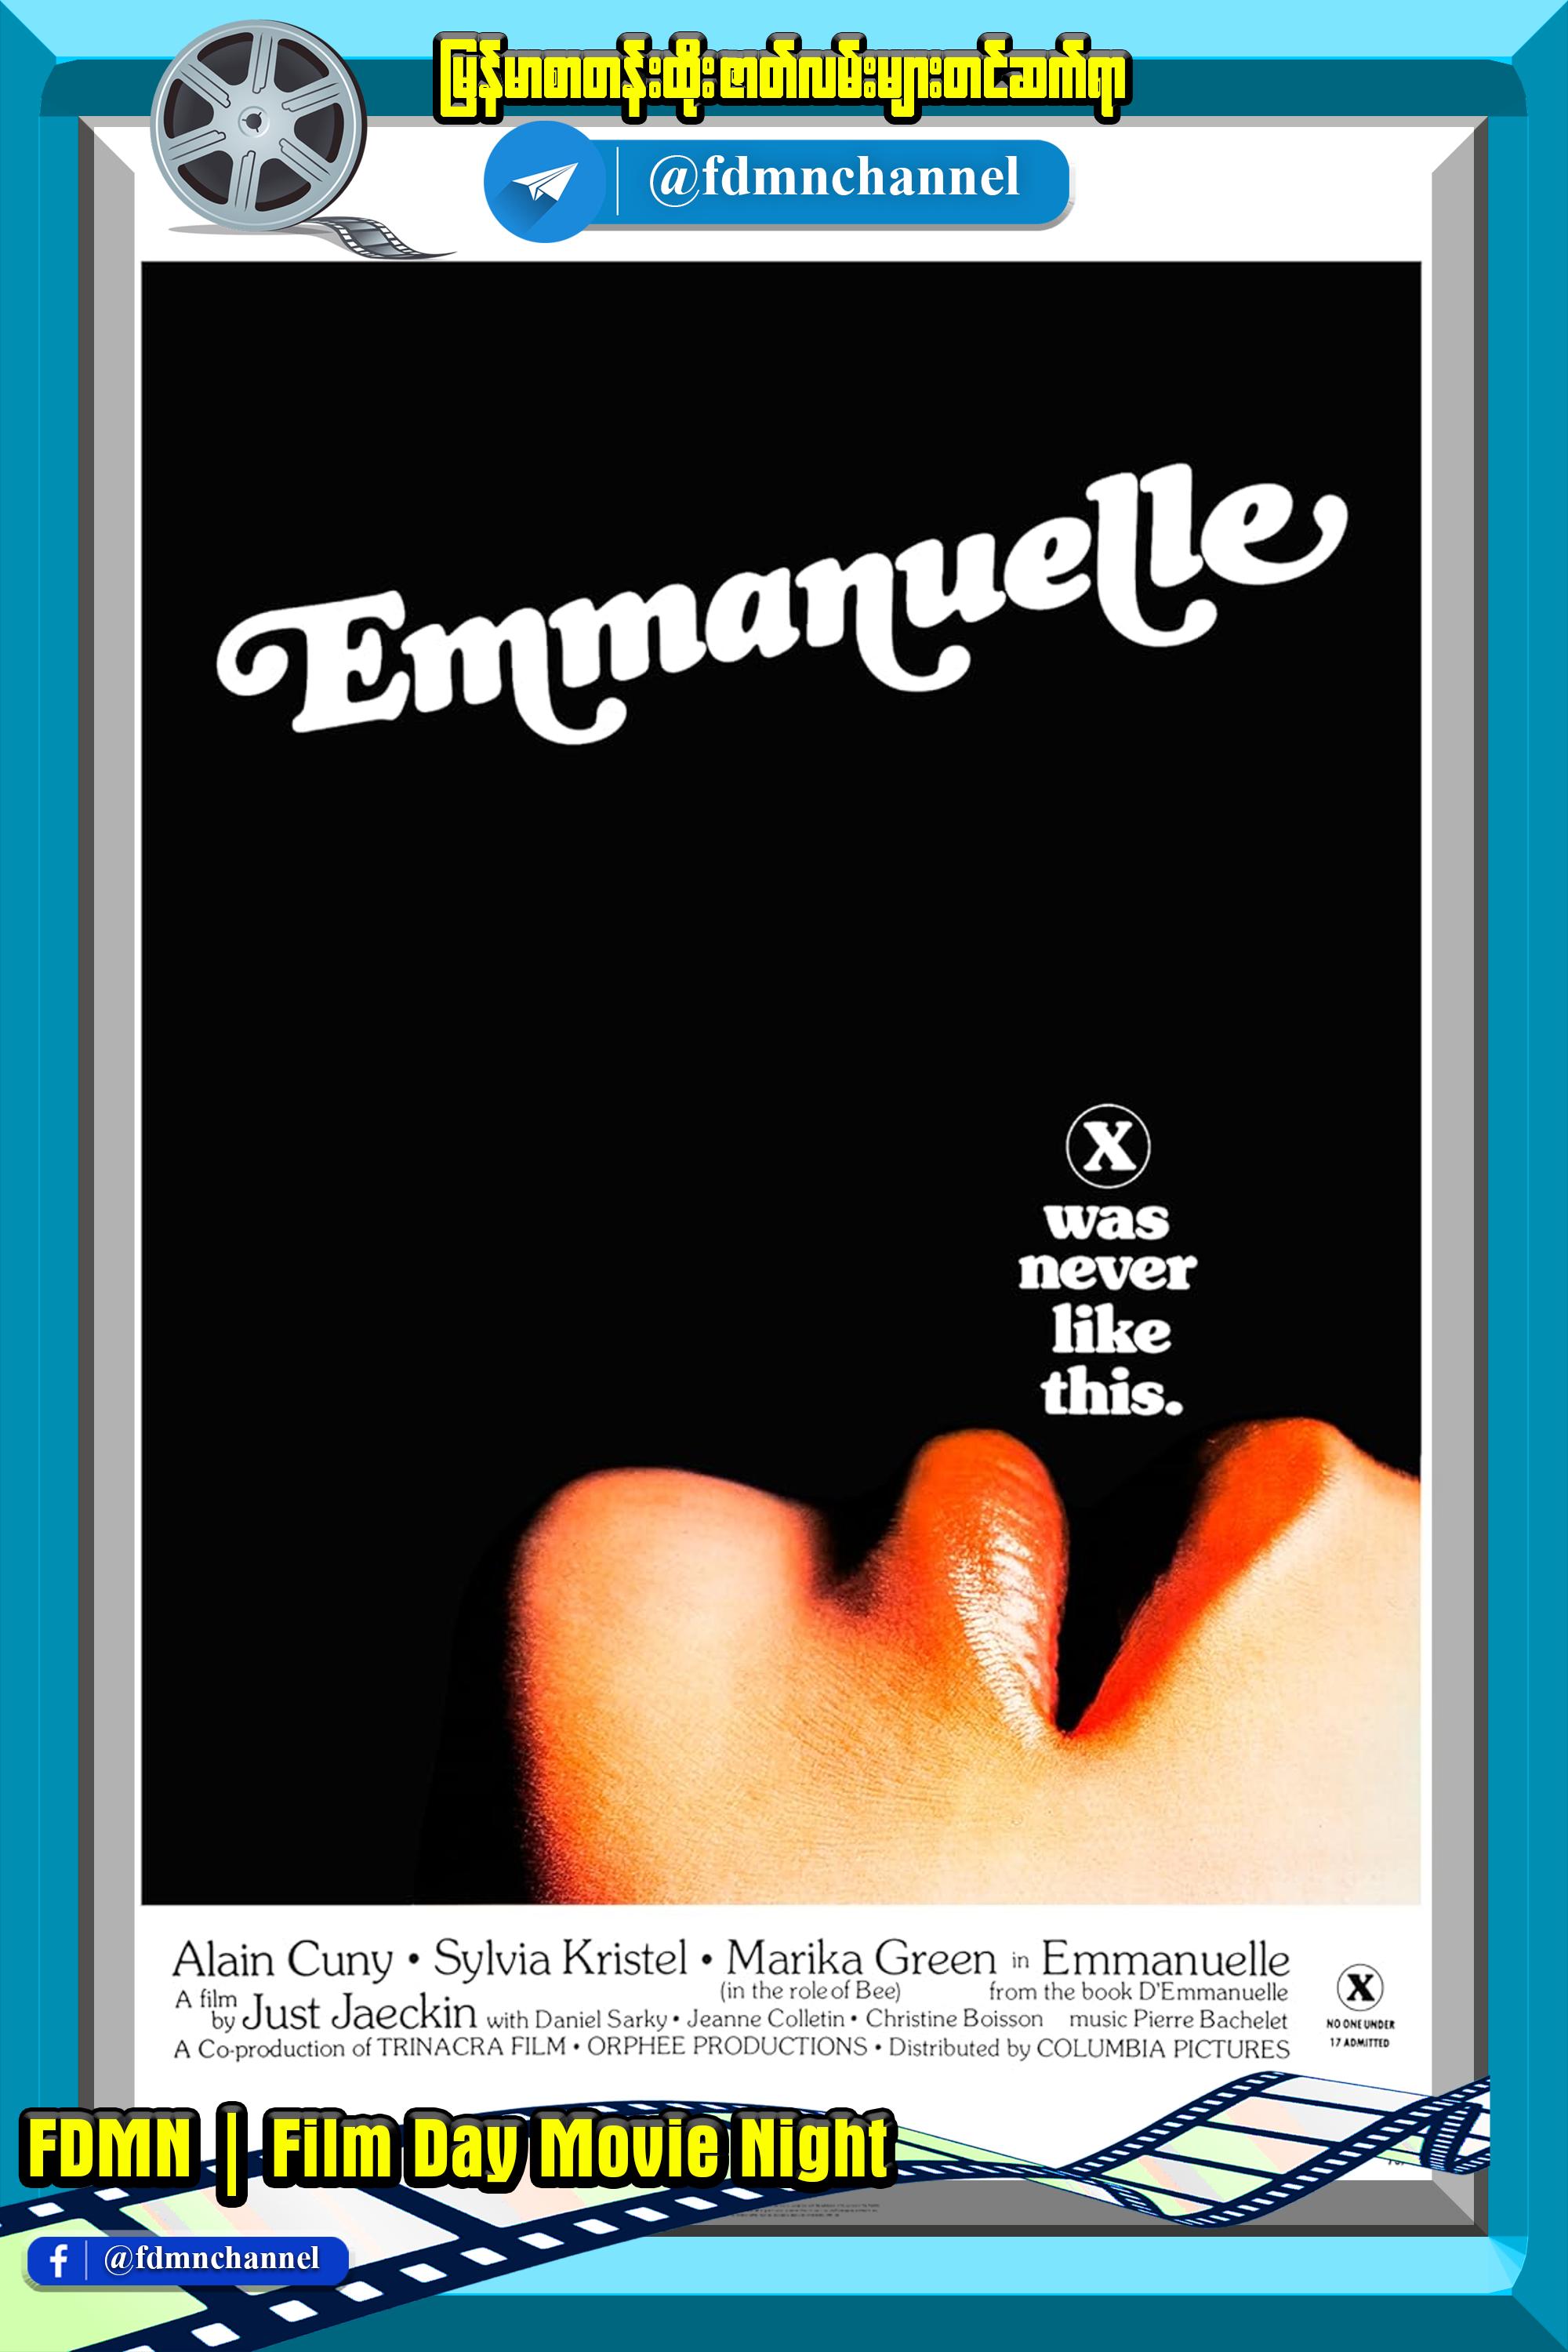 မြန်မာစာတန်းထိုး ဇာတ်လမ်းများတင်ဆက်ရာ
@fdmnchannel
Emmanuelle
X
was
never
like
this.
Alain Cuny • Sylvia Kristel • Marika Green in Emmanuelle
(in the role of Bee) from the book D'Emmanuelle
A film
by Just Jaeckin with Daniel Sarky • Jeanne Colletin • Christine Boisson music Pierre Bachelet
A Co-production of TRINACRA FILM • ORPHEE PRODUCTIONS • Distributed by COLUMBIA PICTURES
X
NO ONE UNDER
17 ADMITTED
FDMN | Film Day Movie Night
f @fdmnchannel